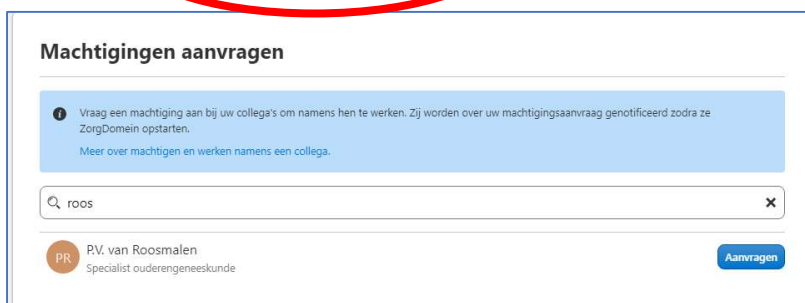 Machtigingen aanvragen
Vraag een machtiging aan bij uw collega's om namens hen te werken. Zij worden over uw machtigingsaanvraag genotificeerd zodra ze
ZorgDomein opstarten.
Meer over machtigen en werken namens een collega.
roos
PR
P.V. van Roosmalen
Aanvragen
Specialist ouderengeneeskunde